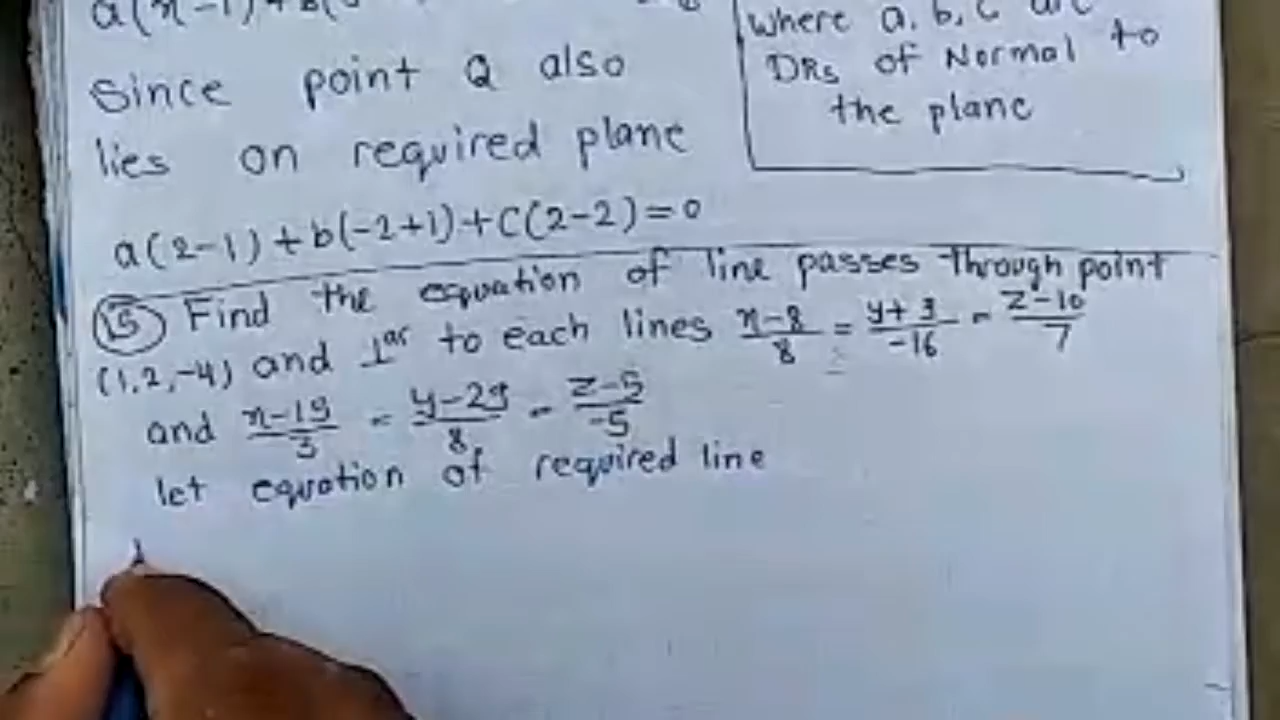 a(x-1)+b(
Since point Q also
lies on required plane
a(2-1)+b(-2+1)+C(2-2)=0
where a, b, c are
DRs of Normal to
the plane
15 Find the equation of line passes through point
(1,2,-4) and ⊥ar to each lines x-8/8 = y+3/-16 = z-10/7
and x-19/3 = y-29/8 = z-5/-5
let equation of required line